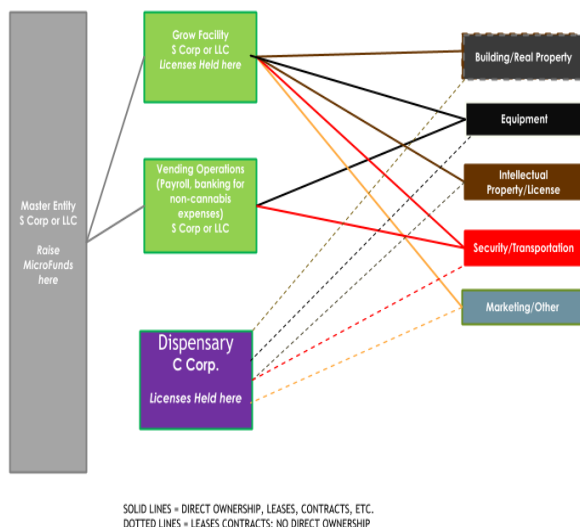 Master Entity
S Corp or LLC
Raise
MicroFunds
here
Grow Facility
S Corp or LLC
Licenses Held here
Vending Operations
(Payroll, banking for
non-cannabis
expenses)
S Corp or LLC
Dispensary
C Corp.
Licenses Held here
Building/Real Property
Equipment
Intellectual
Property/License
Security/Transportation
Marketing/Other
SOLID LINES = DIRECT OWNERSHIP, LEASES, CONTRACTS, ETC.
DOTTED LINES = LEASES CONTRACTS; NO DIRECT OWNERSHIP